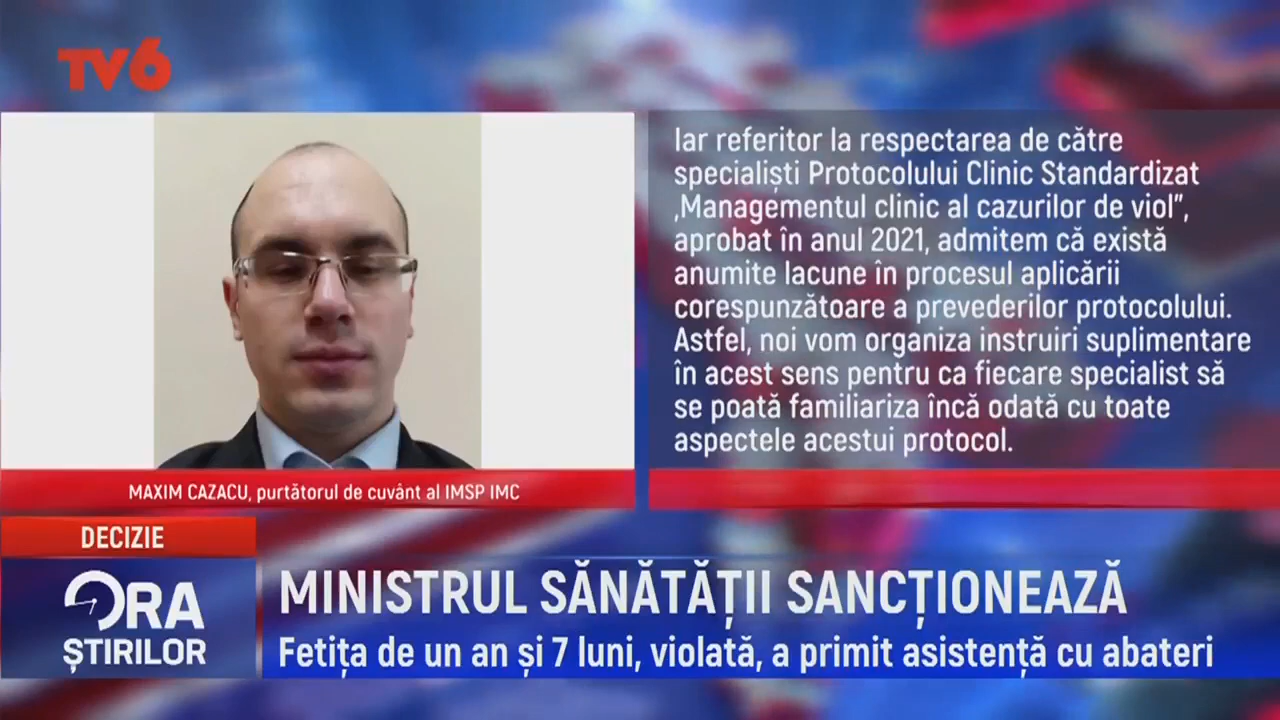 TV6
Iar referitor la respectarea de către
specialiști Protocolului Clinic Standardizat
„Managementul clinic al cazurilor de viol”,
aprobat în anul 2021, admitem că există
anumite lacune în procesul aplicării
corespunzătoare a prevederilor protocolului.
Astfel, noi vom organiza instruiri suplimentare
în acest sens pentru ca fiecare specialist să
se poată familiariza încă odată cu toate
aspectele acestui protocol.
MAXIM CAZACU, purtătorul de cuvânt al IMSP IMC
DECIZIE
ORA
ȘTIRILOR
MINISTRUL SĂNĂTĂȚII SANCȚIONEAZĂ
Fetița de un an și 7 luni, violată, a primit asistență cu abateri